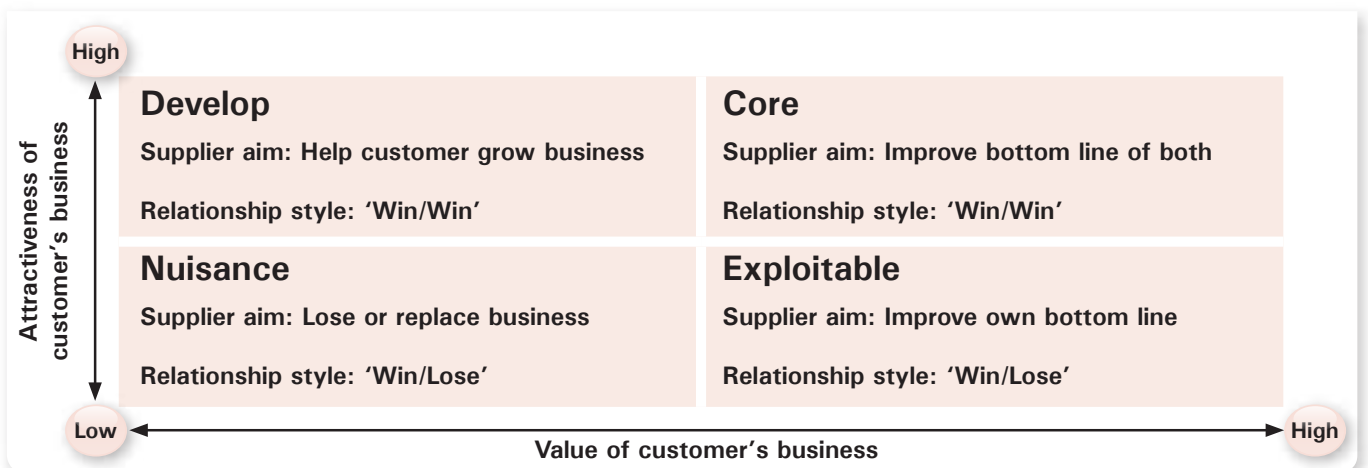 High
Attractiveness of
customer's business
Develop
Supplier aim: Help customer grow business
Relationship style: ‘Win/Win’
Core
Supplier aim: Improve bottom line of both
Relationship style: ‘Win/Win’
Nuisance
Supplier aim: Lose or replace business
Relationship style: ‘Win/Lose’
Exploitable
Supplier aim: Improve own bottom line
Relationship style: ‘Win/Lose’
Low
Value of customer's business
High